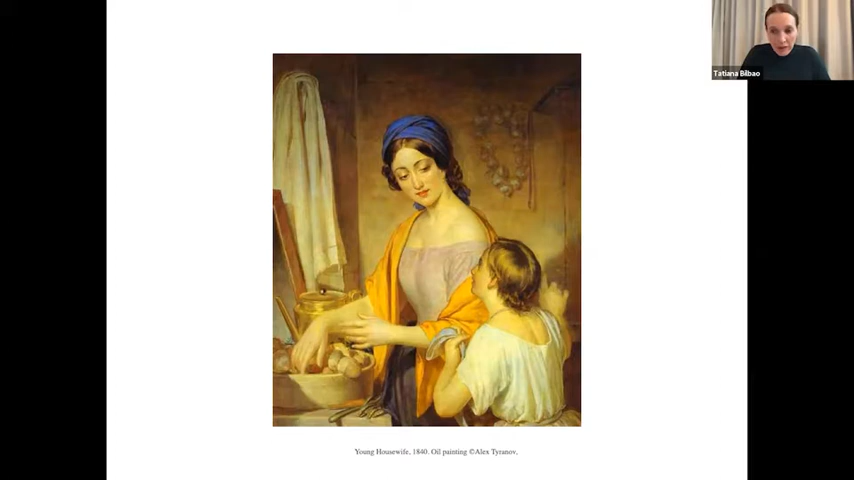 Tatiana Bilbao
Young Housewife, 1840. Oil painting ©Alex Tyranov,